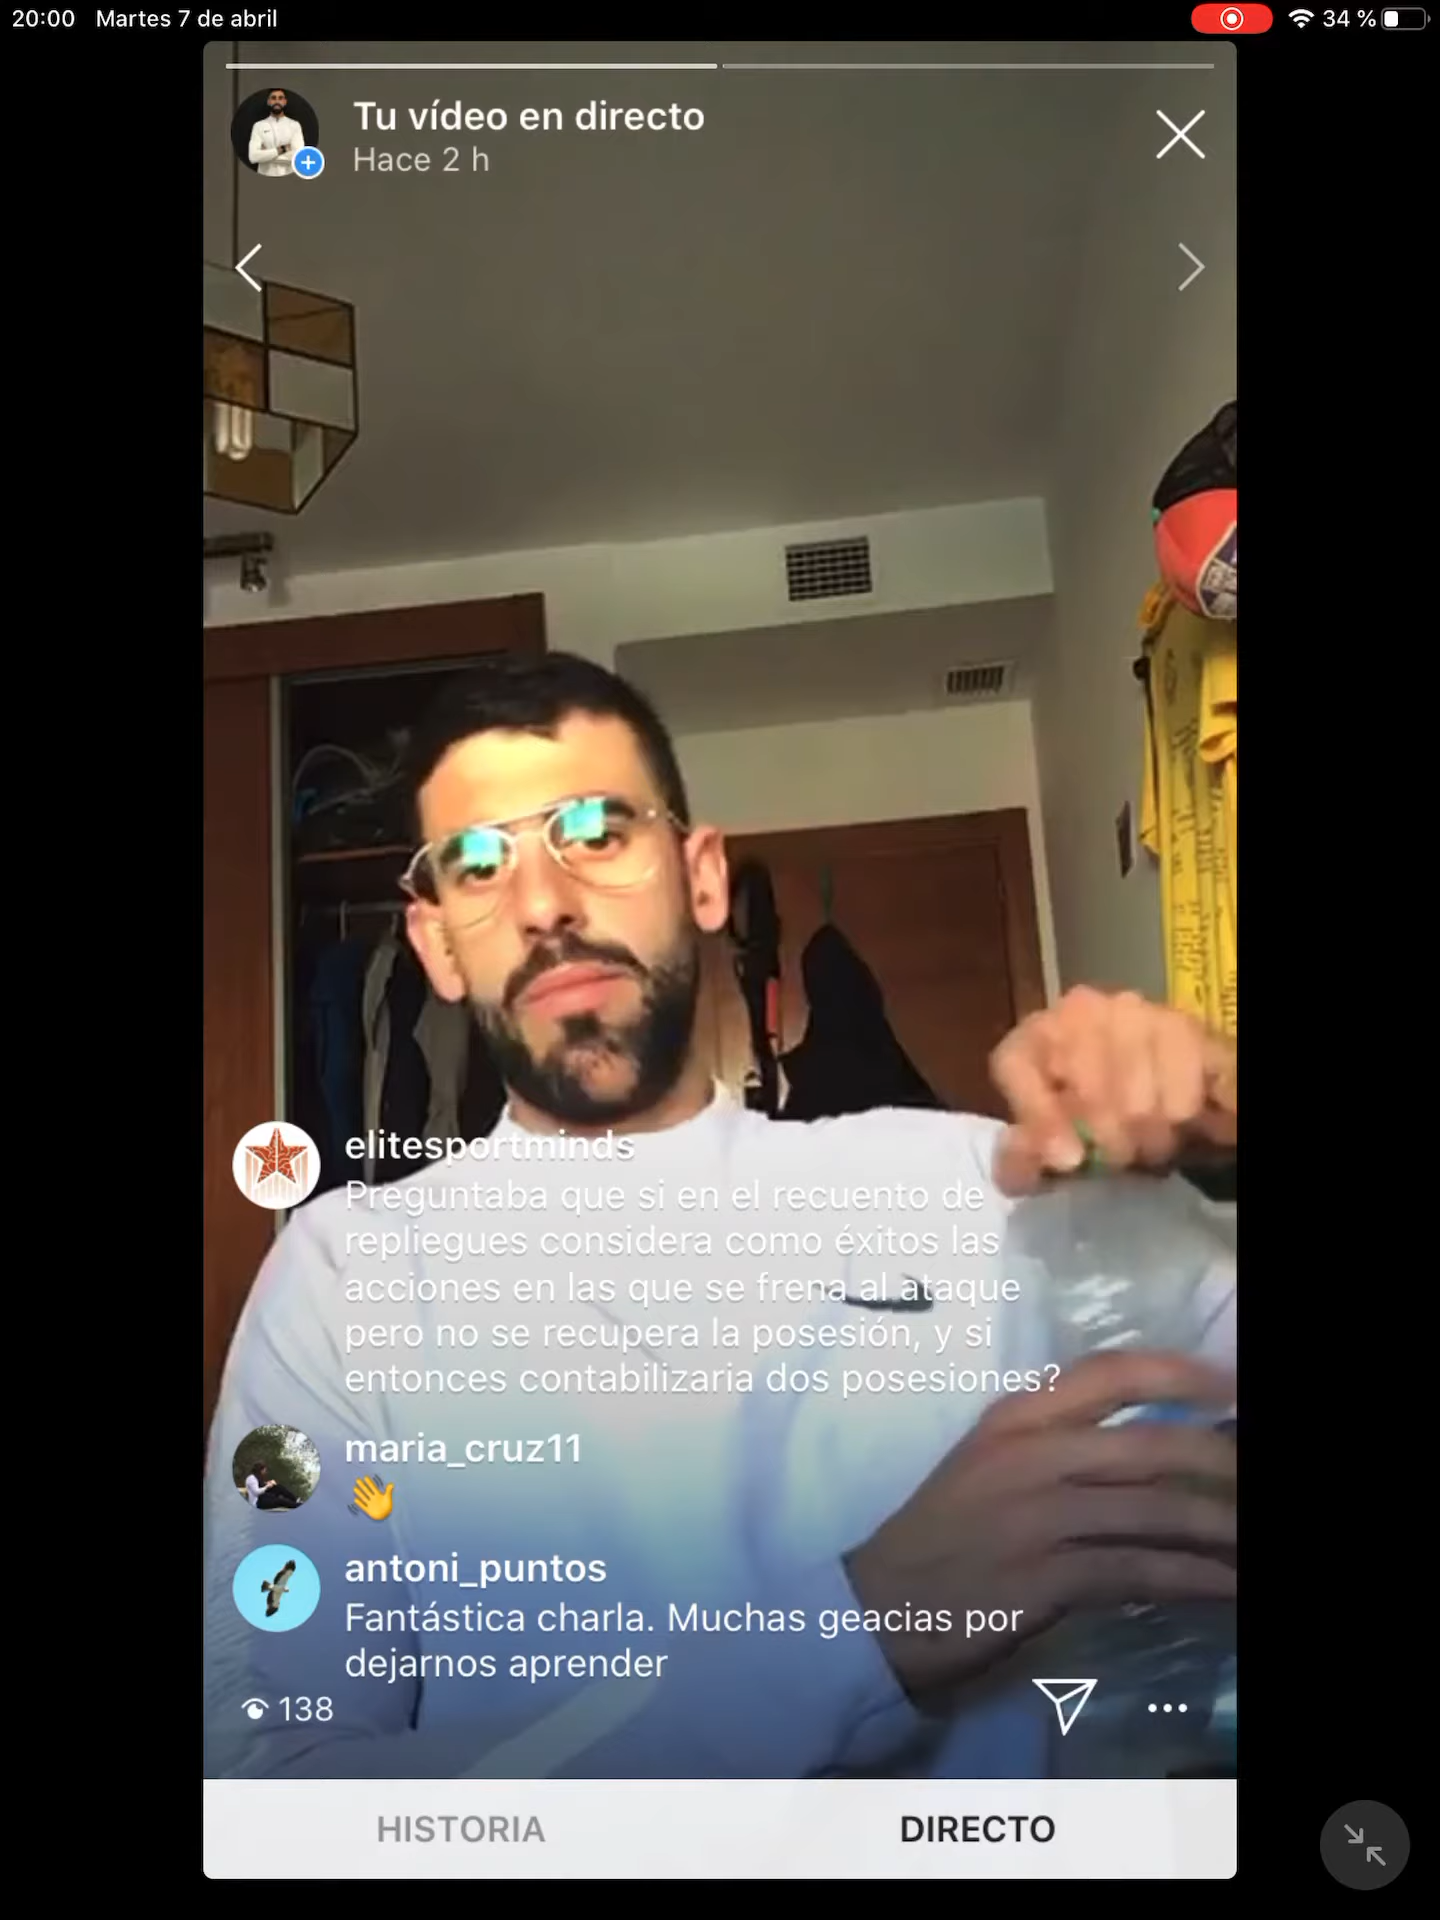 20:00 Martes 7 de abril
34 %
Tu vídeo en directo
Hace 2 h
elitesportminds
Preguntaba que si en el recuento de
repliegues considera como éxitos las
acciones en las que se frena al ataque
pero no se recupera la posesión, y si
entonces contabilizaria dos posesiones?
maria_cruz11
👋
antoni_puntos
Fantástica charla. Muchas geacias por
dejarnos aprender
138
HISTORIA
DIRECTO